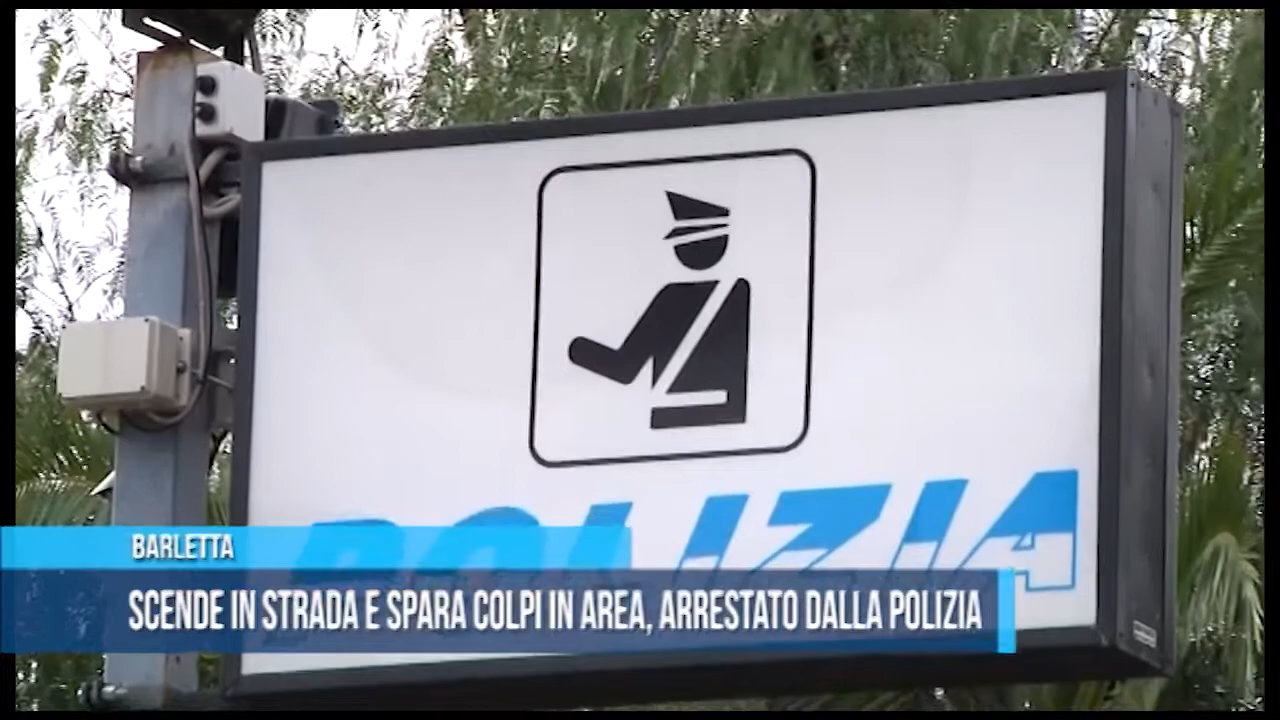 POLIZIA
BARLETTA
SCENDE IN STRADA E SPARA COLPI IN AREA, ARRESTATO DALLA POLIZIA